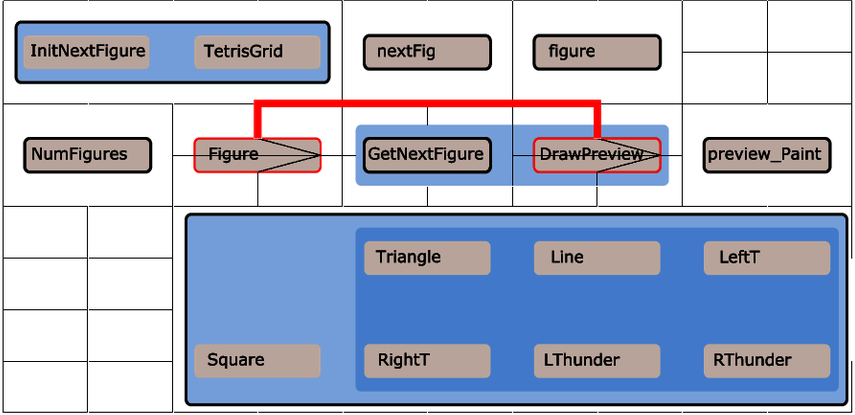 InitNextFigure TetrisGrid nextFig figure
NumFigures Figure GetNextFigure DrawPreview preview_Paint
Triangle Line LeftT
Square RightT LThunder RThunder